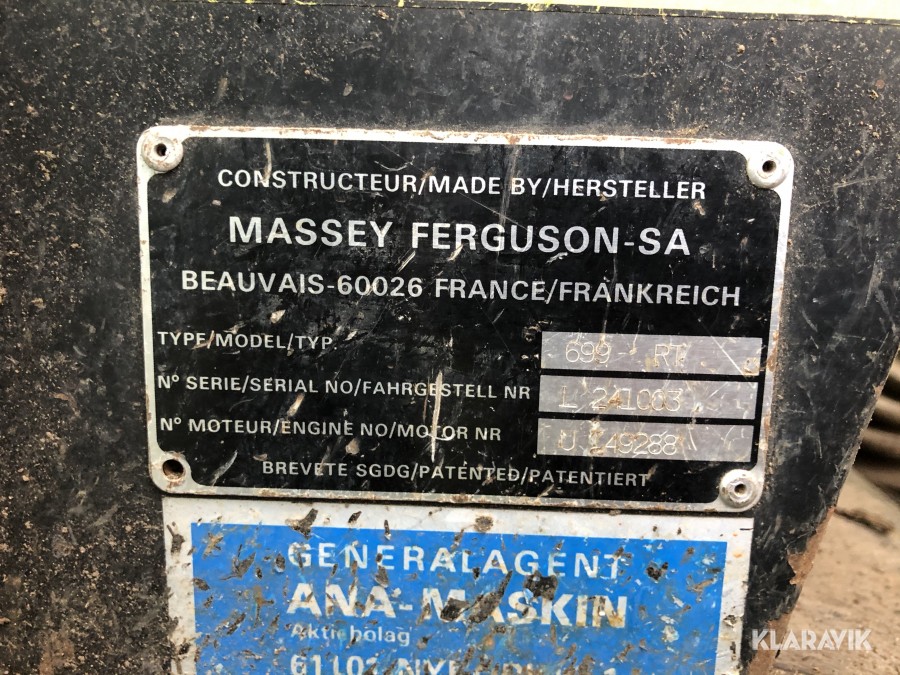 CONSTRUCTEUR/MADE BY/HERSTELLER
MASSEY FERGUSON-SA
BEAUVAIS-60026 FRANCE/FRANKREICH
TYPE/MODEL/TYP 699 RT
N° SERIE/SERIAL NO/FAHRGESTELL NR L 241003
N° MOTEUR/ENGINE NO/MOTOR NR
BREVETE SGDG/PATENTED/PATENTIERT
GENERALAGENT
ANA-MASKIN
Aktiebolag
KLARAVIK